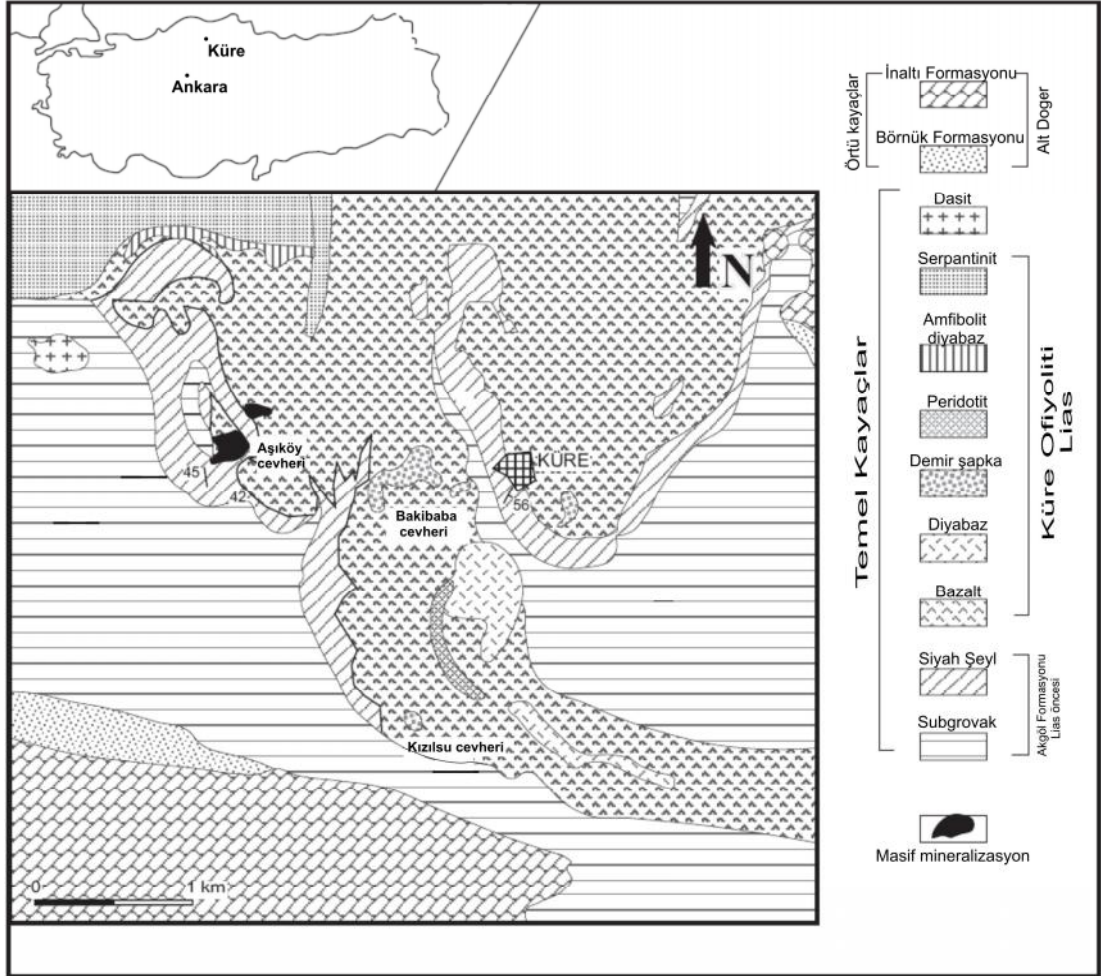 Küre
Ankara
N
Aşıköy
cevheri
45
42
KÜRE
56
Bakibaba
cevheri
Kızılsu cevheri
0 1 km
İnaltı Formasyonu
Börnük Formasyonu
Örtü kayaçlar
Alt Doger
Dasit
Serpantinit
Amfibolit
diyabaz
Peridotit
Demir şapka
Diyabaz
Bazalt
Siyah Şeyl
Subgrovak
Temel Kayaçlar
Küre Ofiyoliti
Lias
Akgöl Formasyonu
Lias öncesi
Masif mineralizasyon